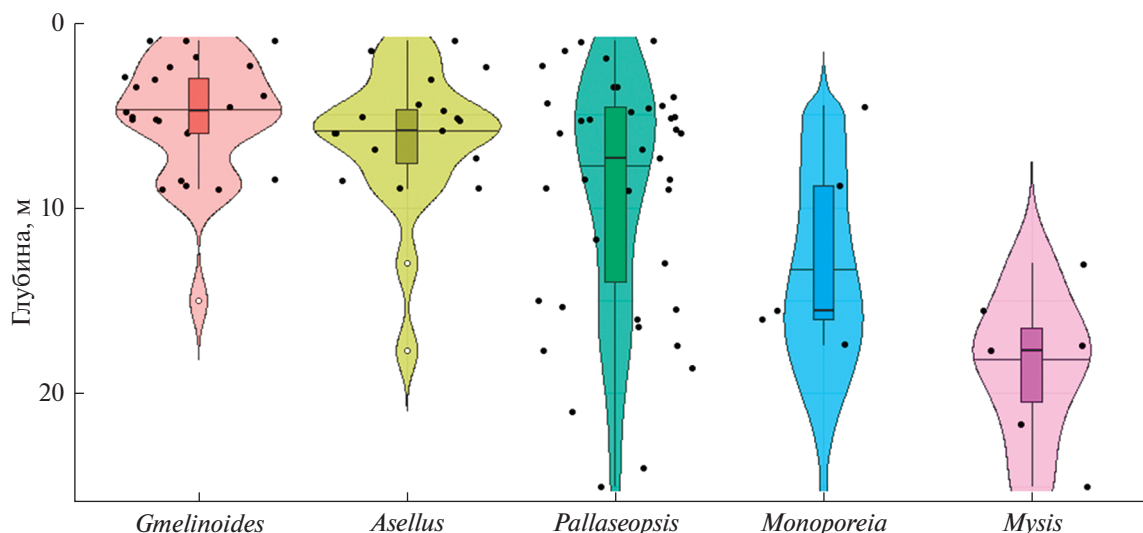 0
10
20
Глубина, м
Gmelinoides
Asellus
Pallaseopsis
Monoporeia
Mysis